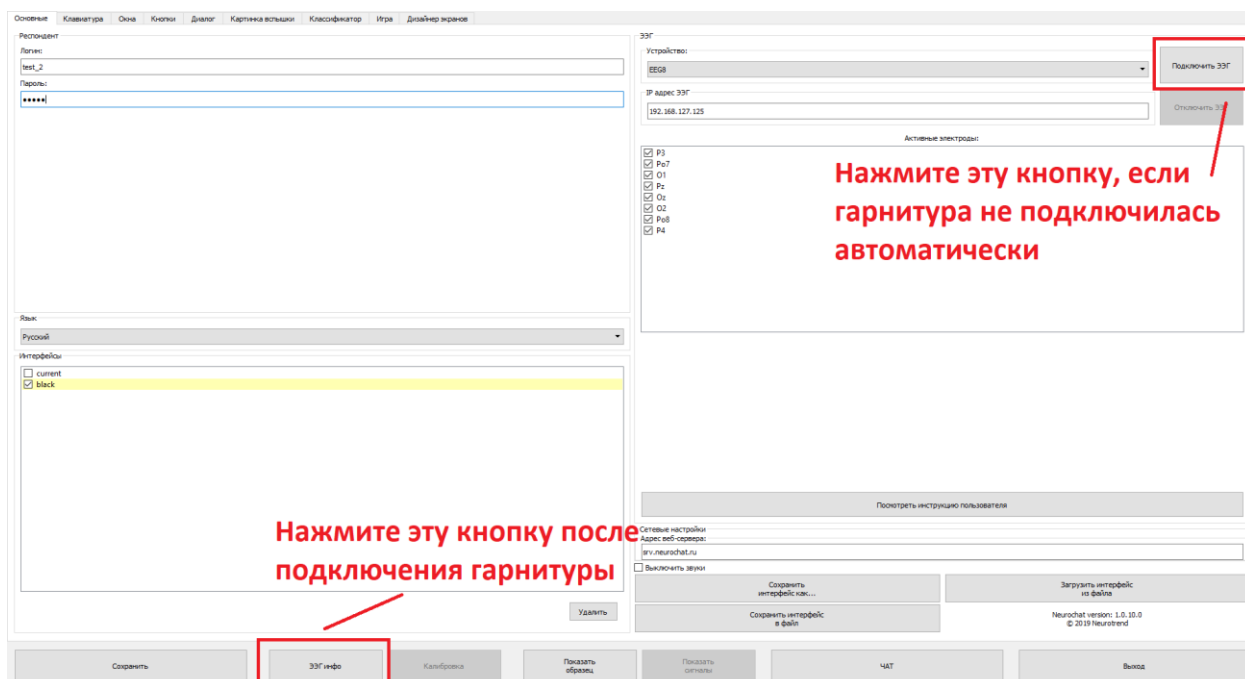 Основные Клавиатура Окна Кнопки Диалог Картинка вспышки Классификатор Игра Дизайнер экранов
Респондент
Логин:
test_2
Пароль:
•••••
Язык
Русский
Интерфейсы
current
black
Удалить
ЭЭГ
Устройство:
EEG8
Подключить ЭЭГ
IP адрес ЭЭГ
192.168.127.125
Отключить ЭЭГ
Активные электроды:
P3
Po7
O1
Pz
Oz
O2
Po8
P4
Нажмите эту кнопку, если
гарнитура не подключилась
автоматически
Посмотреть инструкцию пользователя
Сетевые настройки
Адрес веб-сервера:
srv.neurochat.ru
Выключить звуки
Сохранить
интерфейс как...
Загрузить интерфейс
из файла
Сохранить интерфейс
в файл
Neurochat version: 1.0.10.0
© 2019 Neurotrend
Нажмите эту кнопку после
подключения гарнитуры
Сохранить
ЭЭГ инфо
Калибровка
Показать
образец
Показать
сигналы
ЧАТ
Выход